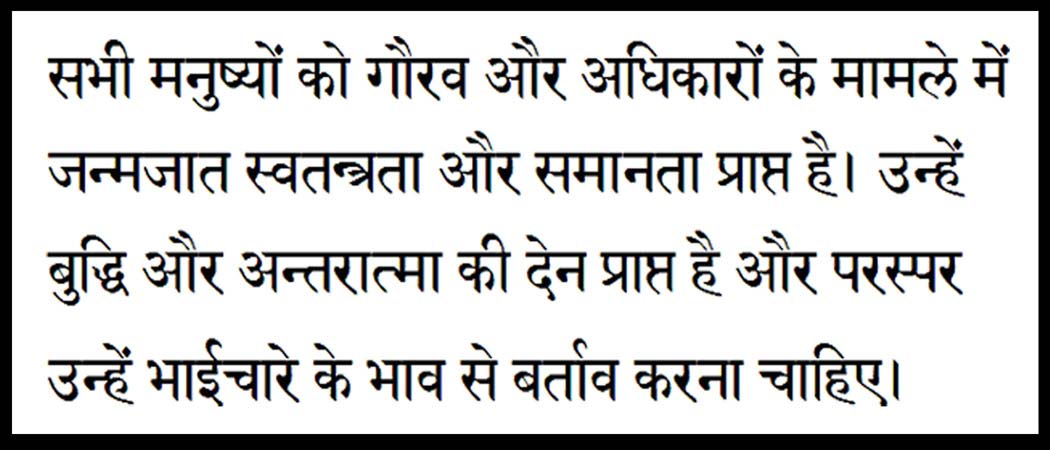 सभी मनुष्यों को गौरव और अधिकारों के मामले में
जन्मजात स्वतन्त्रता और समानता प्राप्त है। उन्हें
बुद्धि और अन्तरात्मा की देन प्राप्त है और परस्पर
उन्हें भाईचारे के भाव से बर्ताव करना चाहिए।